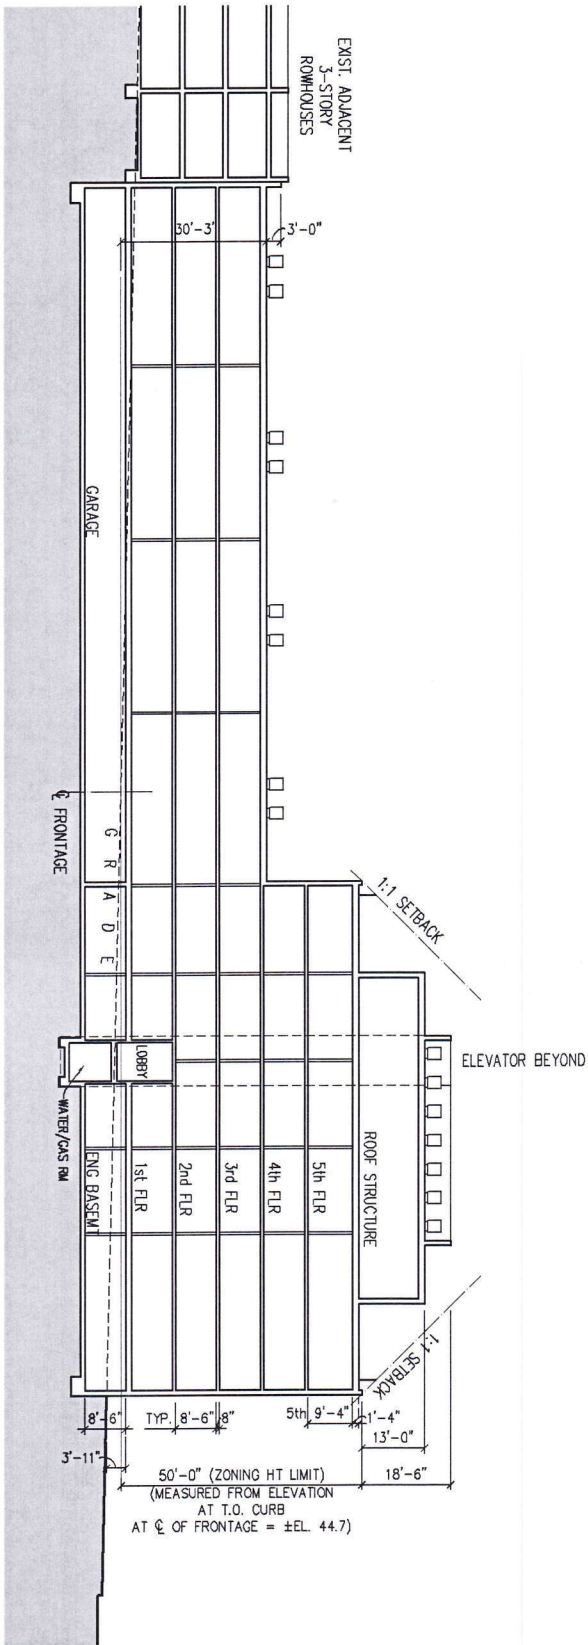 EXIST. ADJACENT
3-STORY
ROWHOUSES
30'-3'
3'-0"
GARAGE
℄ FRONTAGE
G R A D E
1:1 SETBACK
ELEVATOR BEYOND
LOBBY
WATER/GAS RM
ENG BASEMT
1st FLR
2nd FLR
3rd FLR
4th FLR
5th FLR
ROOF STRUCTURE
1:1 SETBACK
8'-6"
TYP. 8'-6" 8"
5th 9'-4"
1'-4"
13'-0"
3'-11"
18'-6"
50'-0" (ZONING HT LIMIT)
(MEASURED FROM ELEVATION
AT T.O. CURB
AT ℄ OF FRONTAGE = ±EL. 44.7)